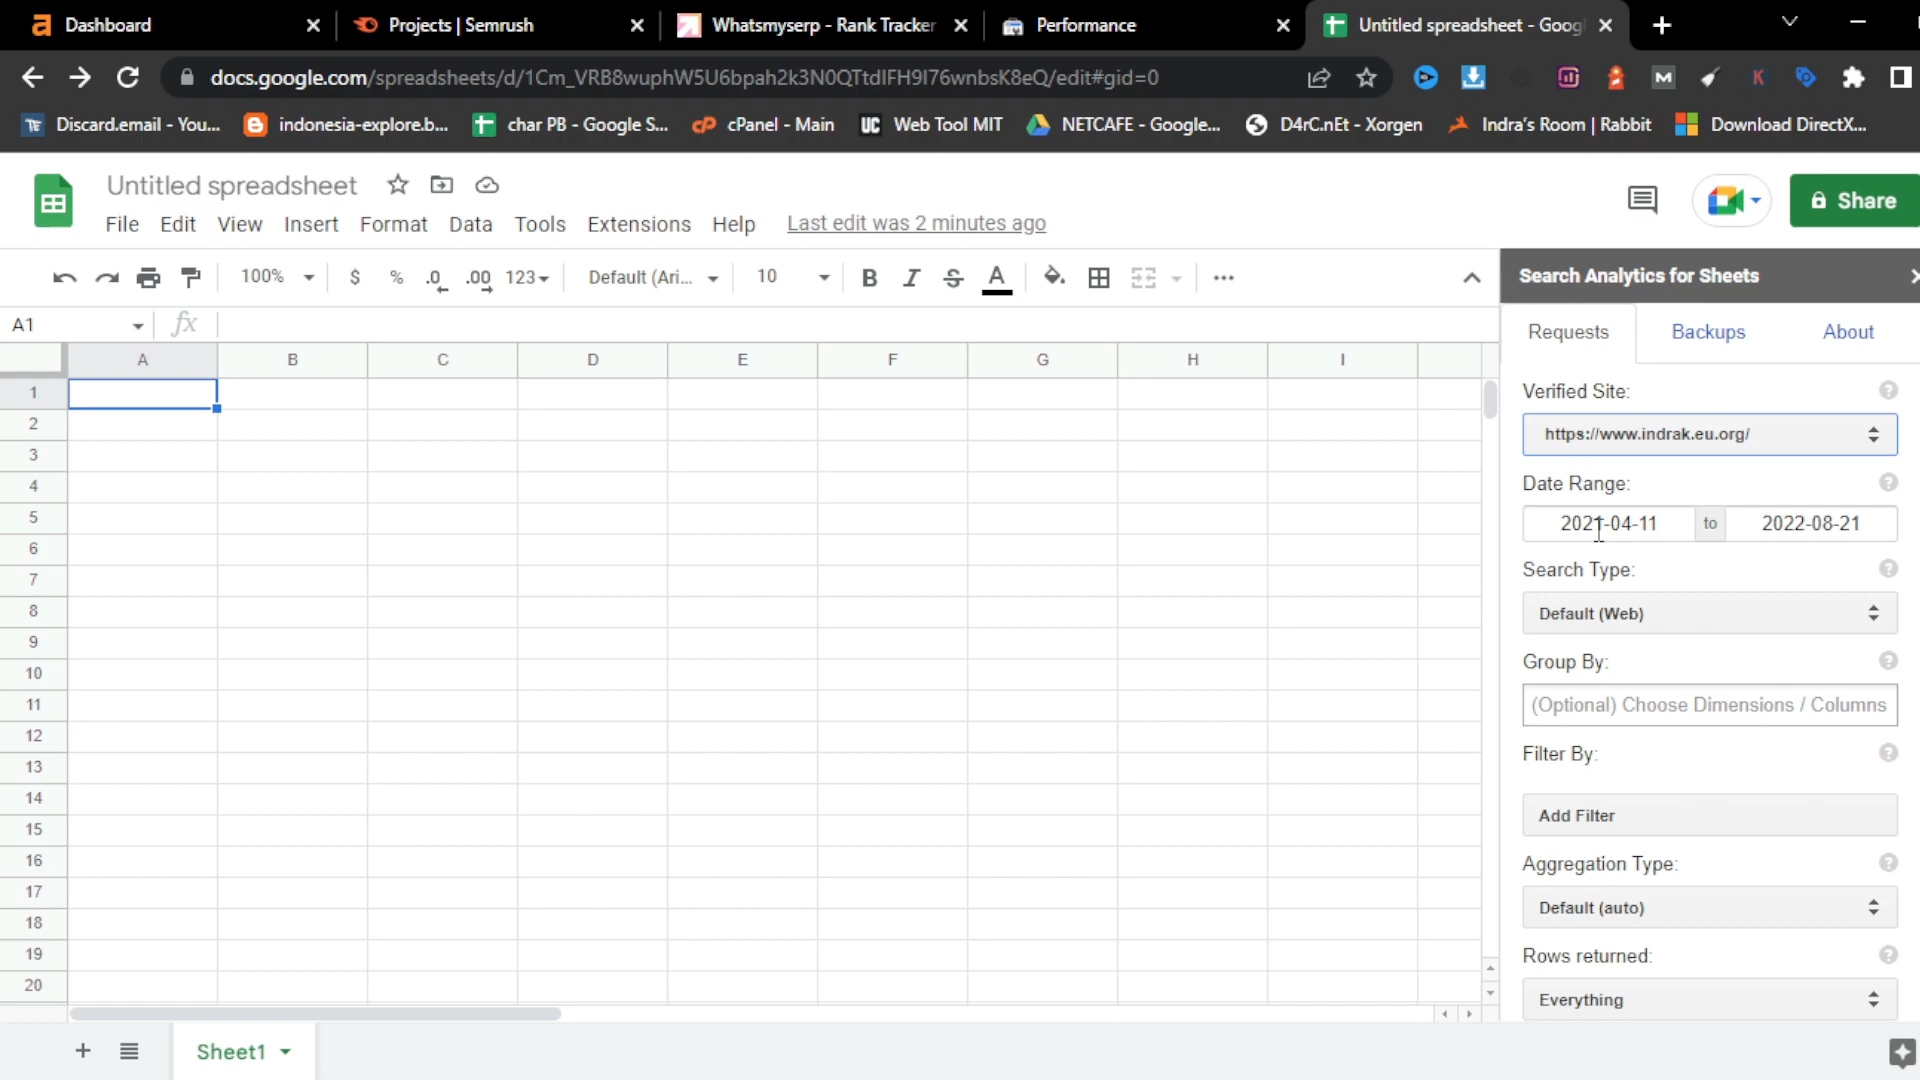 Dashboard
Projects | Semrush
Whatsmyserp - Rank Tracker
Performance
Untitled spreadsheet - Goog
docs.google.com/spreadsheets/d/1Cm_VRB8wuphW5U6bpah2k3N0QTtdIFH9I76wnbsK8eQ/edit#gid=0
Discard.email - You...
indonesia-explore.b...
char PB - Google S...
cPanel - Main
Web Tool MIT
NETCAFE - Google...
D4rC.nEt - Xorgen
Indra's Room | Rabbit
Download DirectX...
Untitled spreadsheet
File Edit View Insert Format Data Tools Extensions Help Last edit was 2 minutes ago
Share
100% $ % .0 .00 123 Default (Ari... 10 B I S A
A1 fx
A B C D E F G H I
1
2
3
4
5
6
7
8
9
10
11
12
13
14
15
16
17
18
19
20
Sheet1
Search Analytics for Sheets
Requests Backups About
Verified Site:
https://www.indrak.eu.org/
Date Range:
2021-04-11 to 2022-08-21
Search Type:
Default (Web)
Group By:
(Optional) Choose Dimensions / Columns
Filter By:
Add Filter
Aggregation Type:
Default (auto)
Rows returned:
Everything